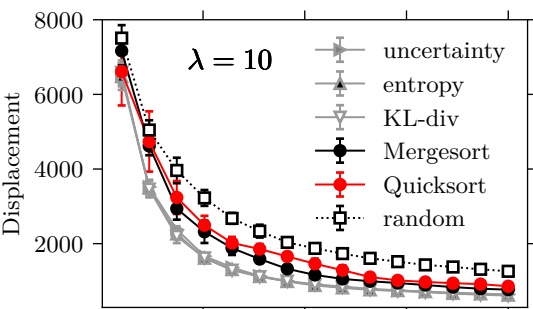 8000
6000
4000
2000
Displacement
λ = 10
uncertainty
entropy
KL-div
Mergesort
Quicksort
random